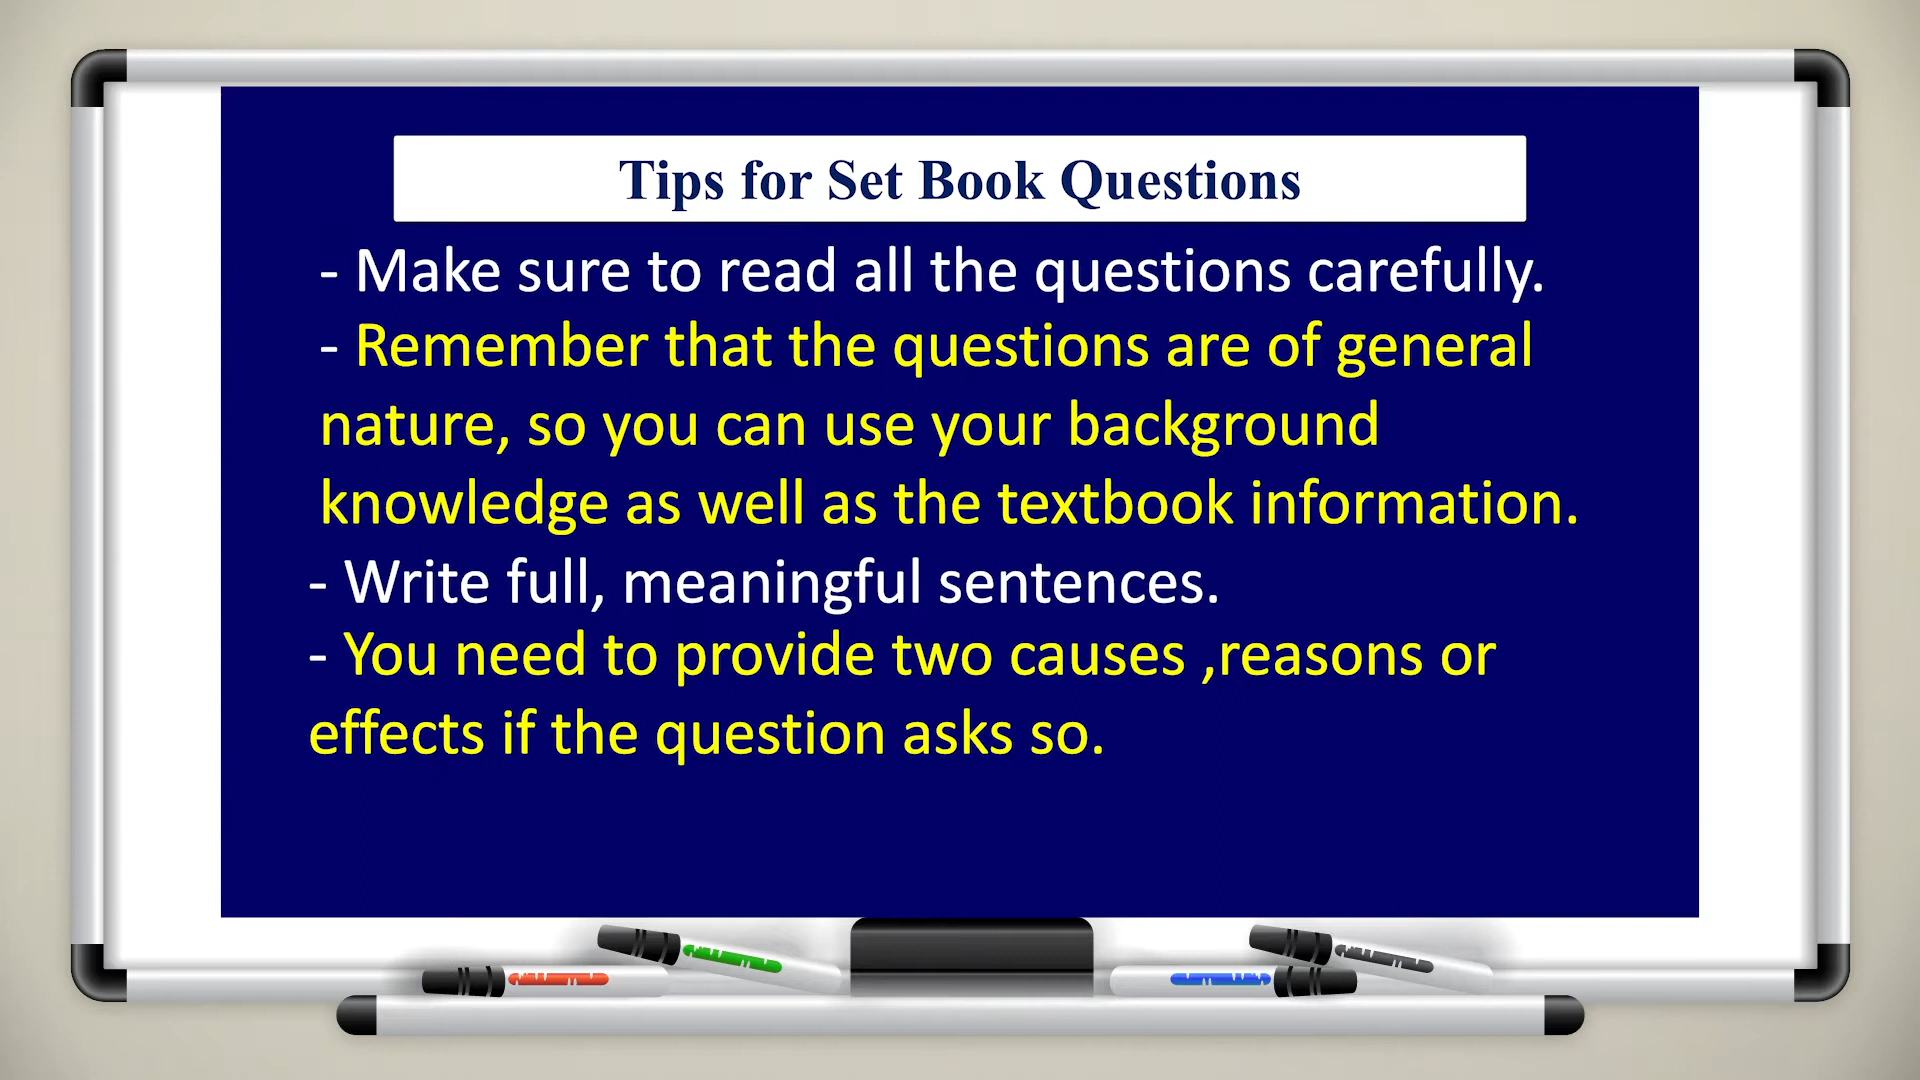 Tips for Set Book Questions
- Make sure to read all the questions carefully.
- Remember that the questions are of general
nature, so you can use your background
knowledge as well as the textbook information.
- Write full, meaningful sentences.
- You need to provide two causes ,reasons or
effects if the question asks so.